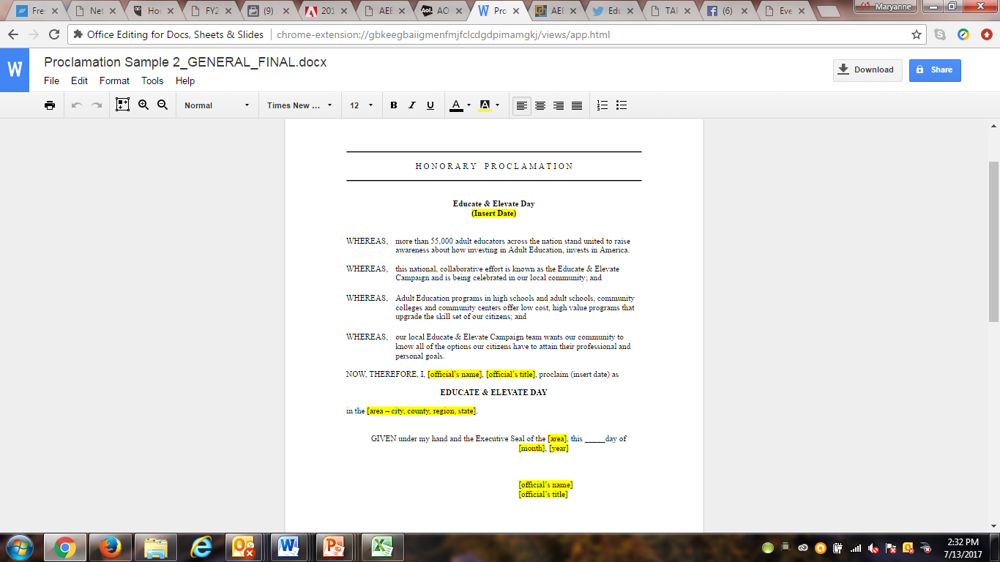 Maryanne
Fre
Net
Ho
FY2
(9)
201
AEE
Aol. AO
Pro
AEE
Edu
TAF
(6)
Eve
Office Editing for Docs, Sheets & Slides chrome-extension://gbkeegbaiigmenfmjfclcdgdpimamgkj/views/app.html
W
Proclamation Sample 2_GENERAL_FINAL.docx
File Edit Format Tools Help
Download Share
Normal Times New ... 12 B I U A A
HONORARY PROCLAMATION
Educate & Elevate Day
(Insert Date)
WHEREAS, more than 55,000 adult educators across the nation stand united to raise
awareness about how investing in Adult Education, invests in America.
WHEREAS, this national, collaborative effort is known as the Educate & Elevate
Campaign and is being celebrated in our local community; and
WHEREAS, Adult Education programs in high schools and adult schools, community
colleges and community centers offer low cost, high value programs that
upgrade the skill set of our citizens; and
WHEREAS, our local Educate & Elevate Campaign team wants our community to
know all of the options our citizens have to attain their professional and
personal goals.
NOW, THEREFORE, I, [official’s name], [official’s title], proclaim (insert date) as
EDUCATE & ELEVATE DAY
in the [area – city, county, region, state].
GIVEN under my hand and the Executive Seal of the [area], this _____day of
[month], [year]
[official’s name]
[official’s title]
2:32 PM
7/13/2017